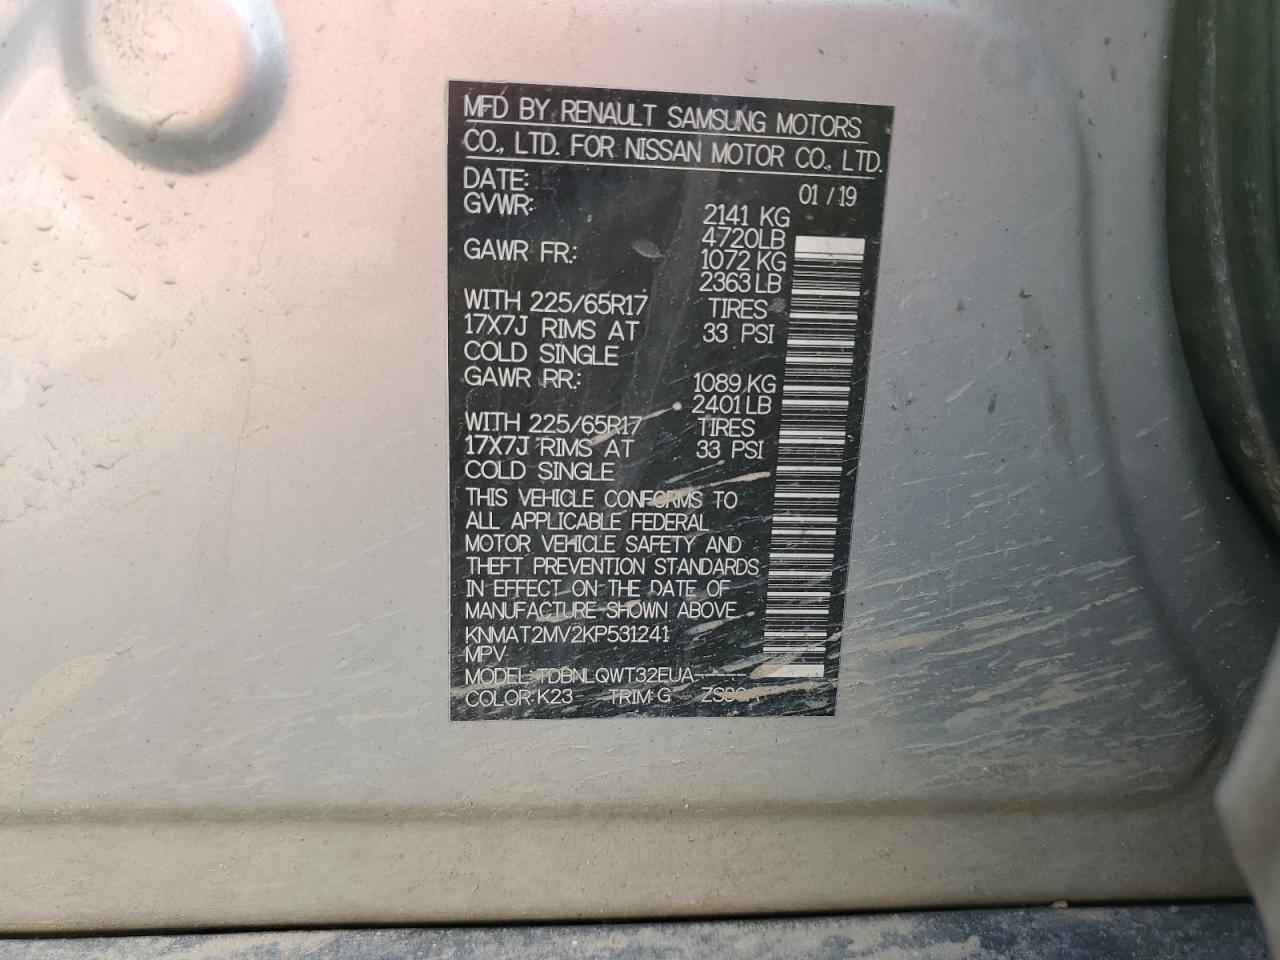 MFD BY RENAULT SAMSUNG MOTORS
CO., LTD. FOR NISSAN MOTOR CO., LTD.
DATE: 01 / 19
GVWR: 2141 KG
4720LB
GAWR FR.: 1072 KG
2363 LB
WITH 225/65R17 TIRES
17X7J RIMS AT 33 PSI
COLD SINGLE
GAWR RR.: 1089 KG
2401 LB
WITH 225/65R17 TIRES
17X7J RIMS AT 33 PSI
COLD SINGLE
THIS VEHICLE CONFORMS TO
ALL APPLICABLE FEDERAL
MOTOR VEHICLE SAFETY AND
THEFT PREVENTION STANDARDS
IN EFFECT ON THE DATE OF
MANUFACTURE SHOWN ABOVE.
KNMAT2MV2KP531241
MPV
MODEL: TDBNLQWT32EUA-----
COLOR: K23 TRIM: G